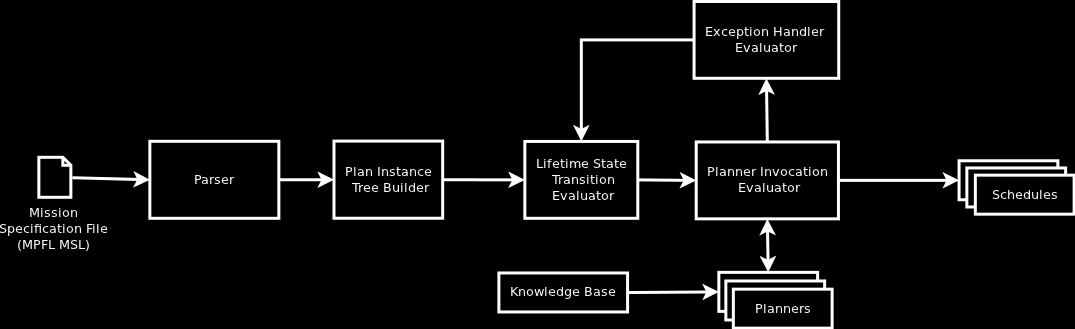 Exception Handler
Evaluator
Mission
Specification File
(MPFL MSL)
Parser
Plan Instance
Tree Builder
Lifetime State
Transition
Evaluator
Planner Invocation
Evaluator
Schedules
Knowledge Base
Planners